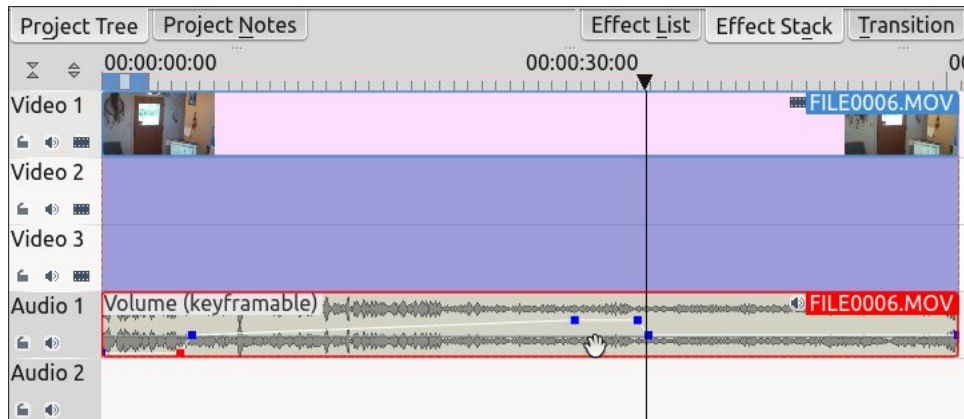 Project Tree Project Notes Effect List Effect Stack Transition
00:00:00:00 00:00:30:00 00
Video 1 FILE0006.MOV
Video 2
Video 3
Audio 1 Volume (keyframable) FILE0006.MOV
Audio 2